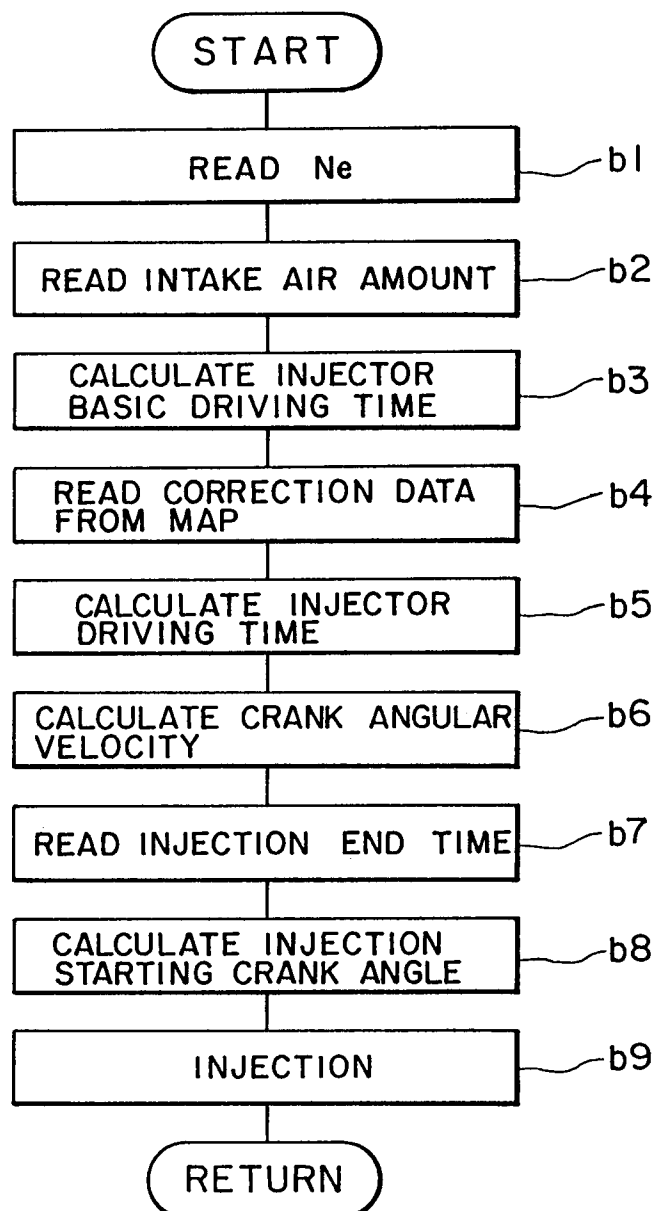 START
READ Ne
b1
READ INTAKE AIR AMOUNT
b2
CALCULATE INJECTOR
BASIC DRIVING TIME
b3
READ CORRECTION DATA
FROM MAP
b4
CALCULATE INJECTOR
DRIVING TIME
b5
CALCULATE CRANK ANGULAR
VELOCITY
b6
READ INJECTION END TIME
b7
CALCULATE INJECTION
STARTING CRANK ANGLE
b8
INJECTION
b9
RETURN